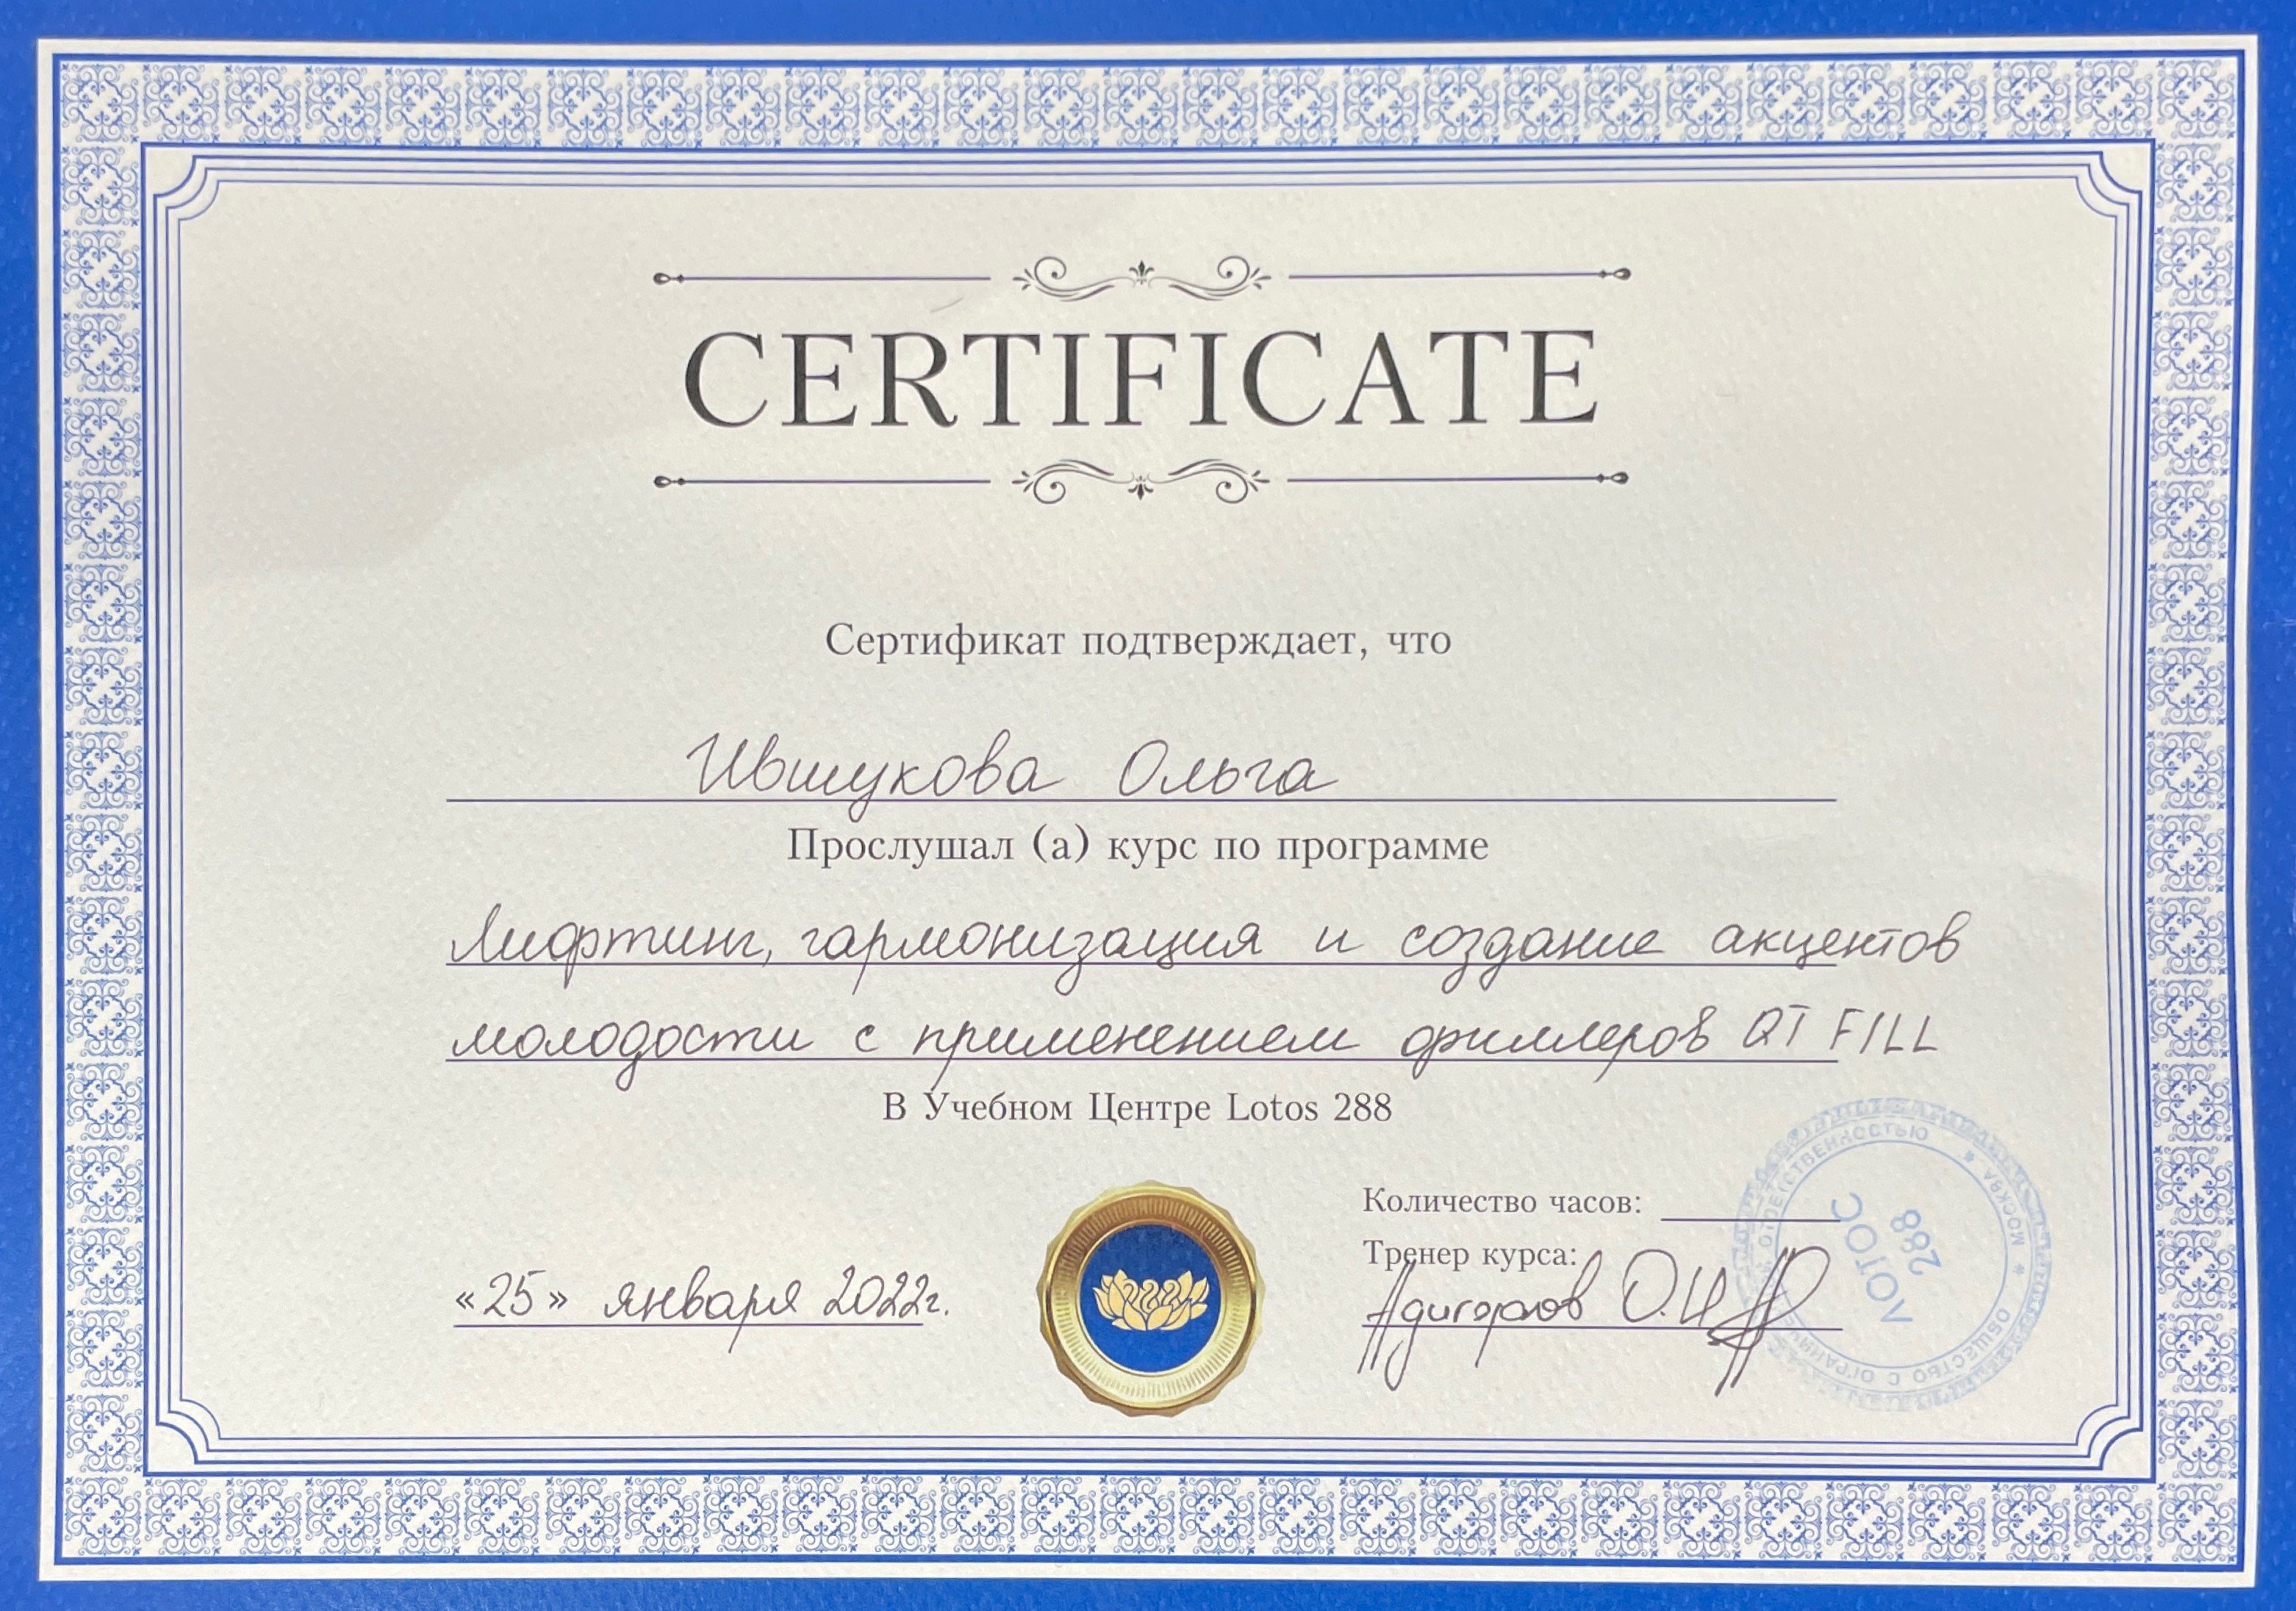 CERTIFICATE
Сертификат подтверждает, что
Ившукова Ольга
Прослушал (а) курс по программе
Лифтинг, гармонизация и создание акцентов
молодости с применением филлеров QT FILL
В Учебном Центре Lotos 288
Количество часов:
Тренер курса:
«25» января 2022г.
О.И.
ЛОТОС
288
МОСКВА